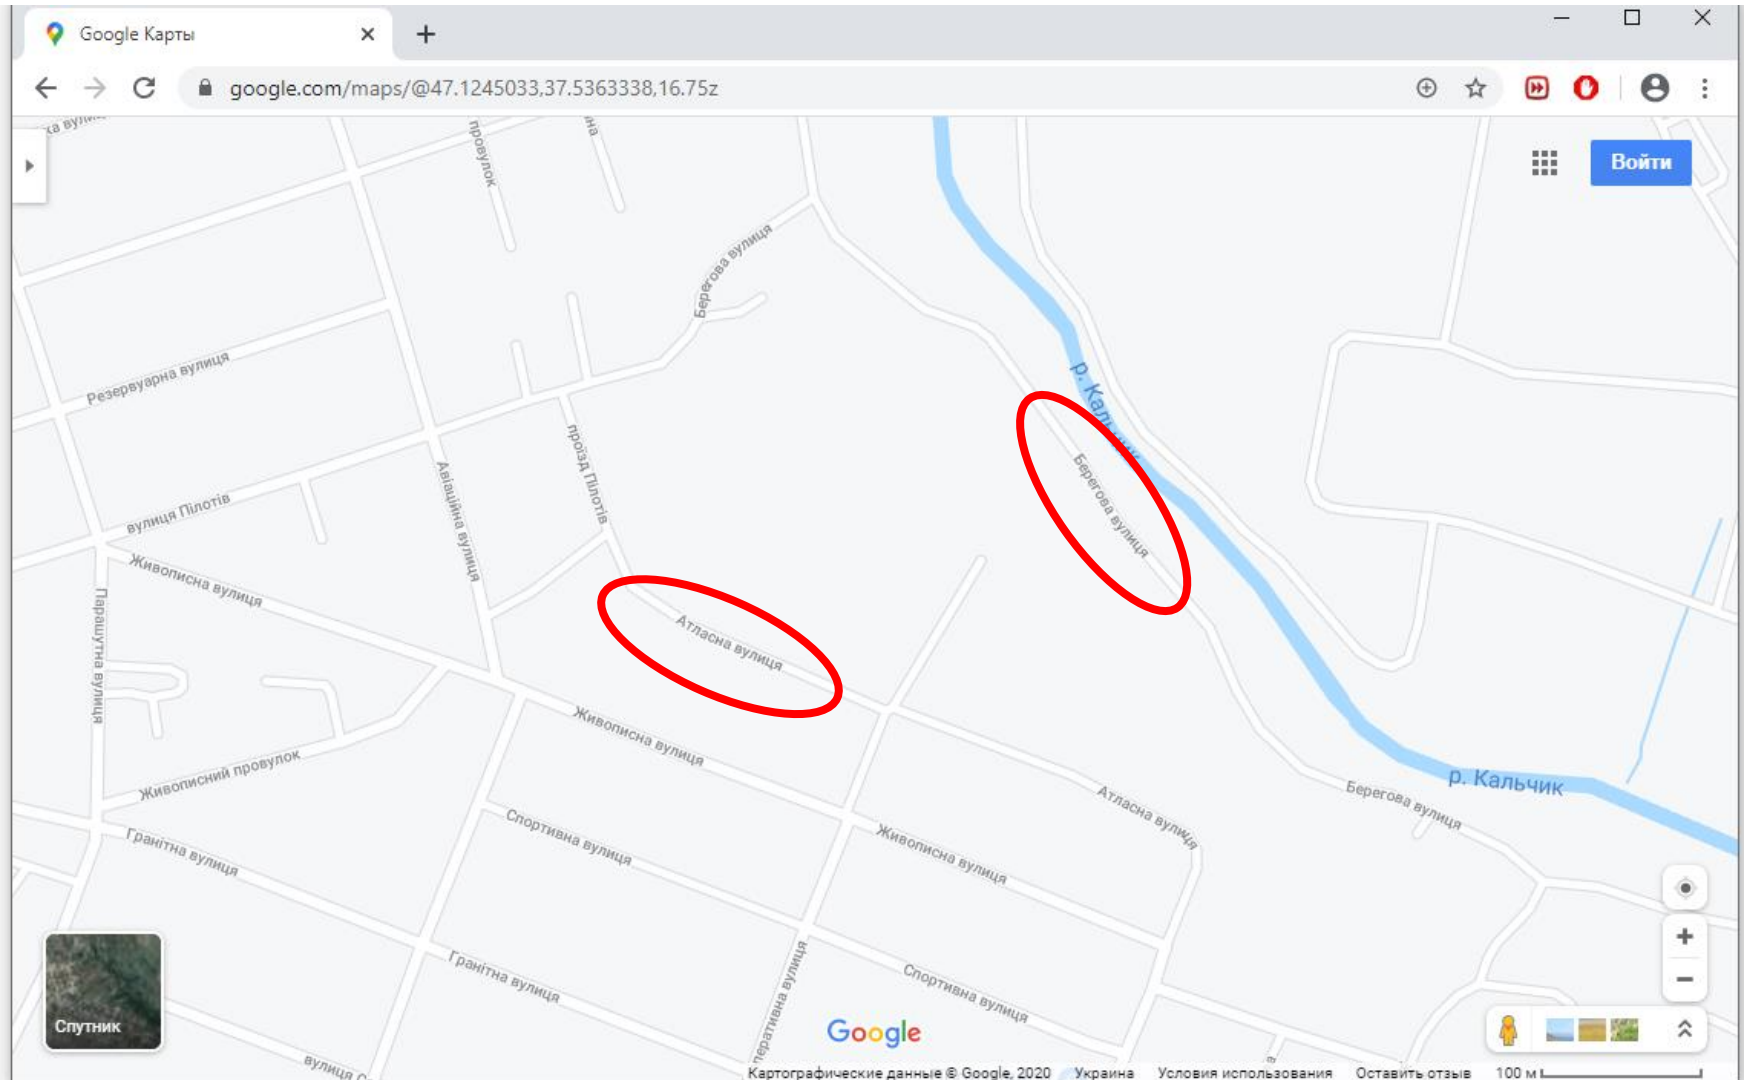 Google Карты
google.com/maps/@47.1245033,37.5363338,16.75z
Войти
провулок
Берегова вулиця
Резервуарна вулиця
р. Кальчик
вулиця Пілотів
проїзд Пілотів
Авіаційна вулиця
Берегова вулиця
Живописна вулиця
Парашутна вулиця
Атласна вулиця
Живописна вулиця
Живописний провулок
р. Кальчик
Берегова вулиця
Атласна вулиця
Спортивна вулиця
Живописна вулиця
Гранітна вулиця
Гранітна вулиця
Спортивна вулиця
Спутник
вулиця
Google
Картографические данные © Google, 2020 Украина Условия использования Оставить отзыв 100 м